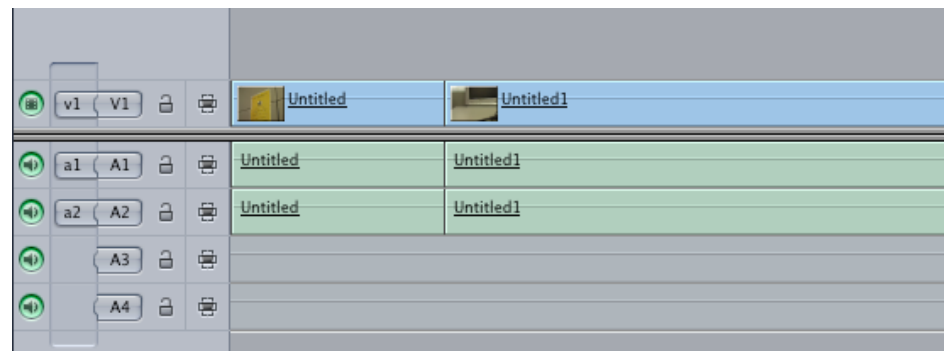 v1 V1 Untitled Untitled1
a1 A1 Untitled Untitled1
a2 A2 Untitled Untitled1
A3
A4